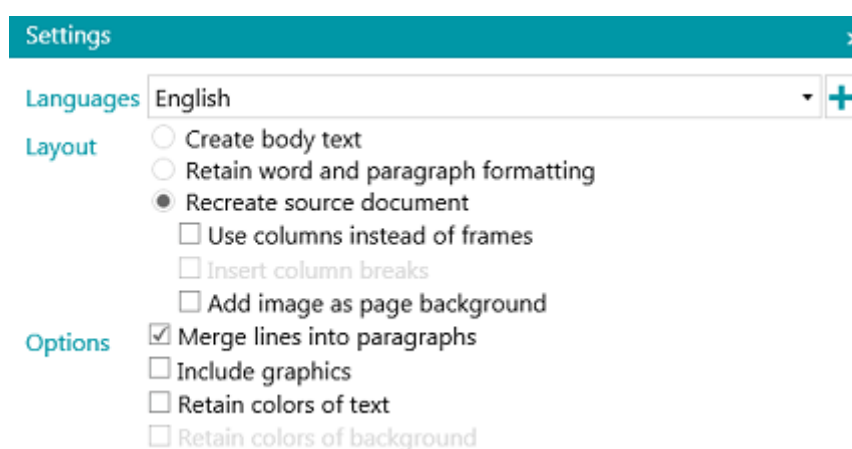 Settings
Languages English
Layout
Create body text
Retain word and paragraph formatting
Recreate source document
Use columns instead of frames
Insert column breaks
Add image as page background
Options
Merge lines into paragraphs
Include graphics
Retain colors of text
Retain colors of background